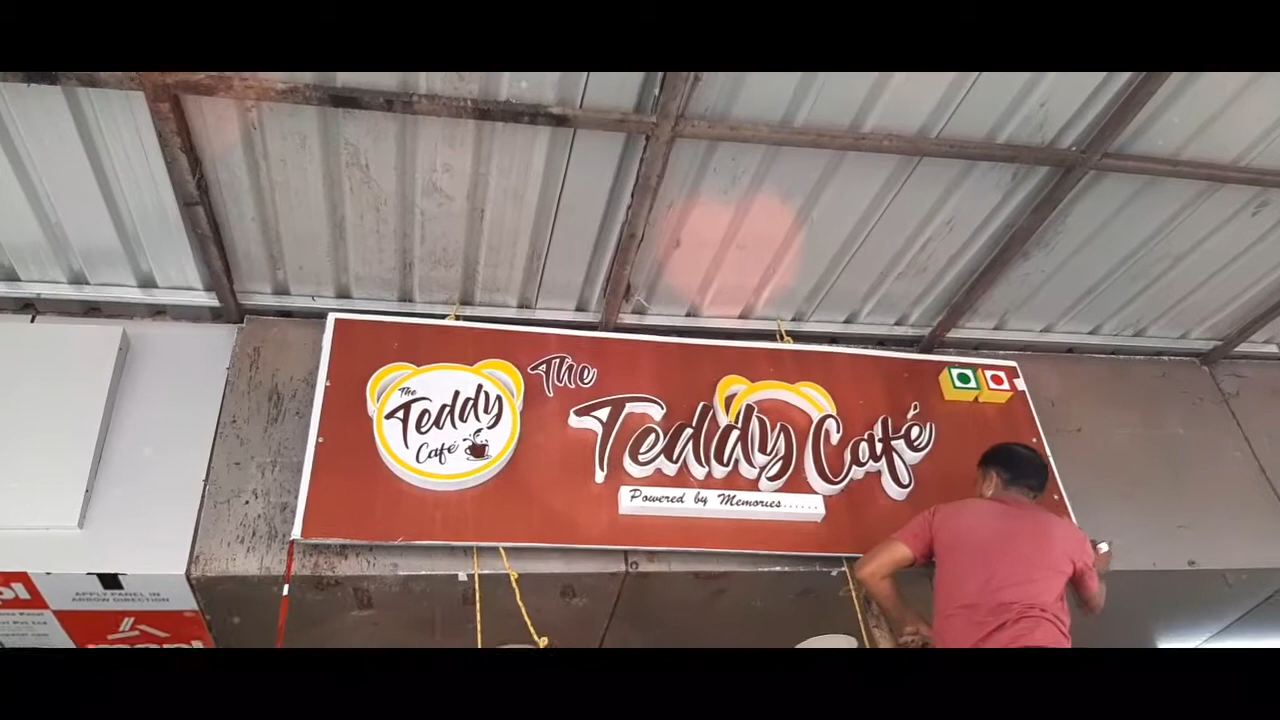 The
Teddy
Café
The
Teddy Café
Powered by Memories......
APPLY PANEL IN
ARROW DIRECTION